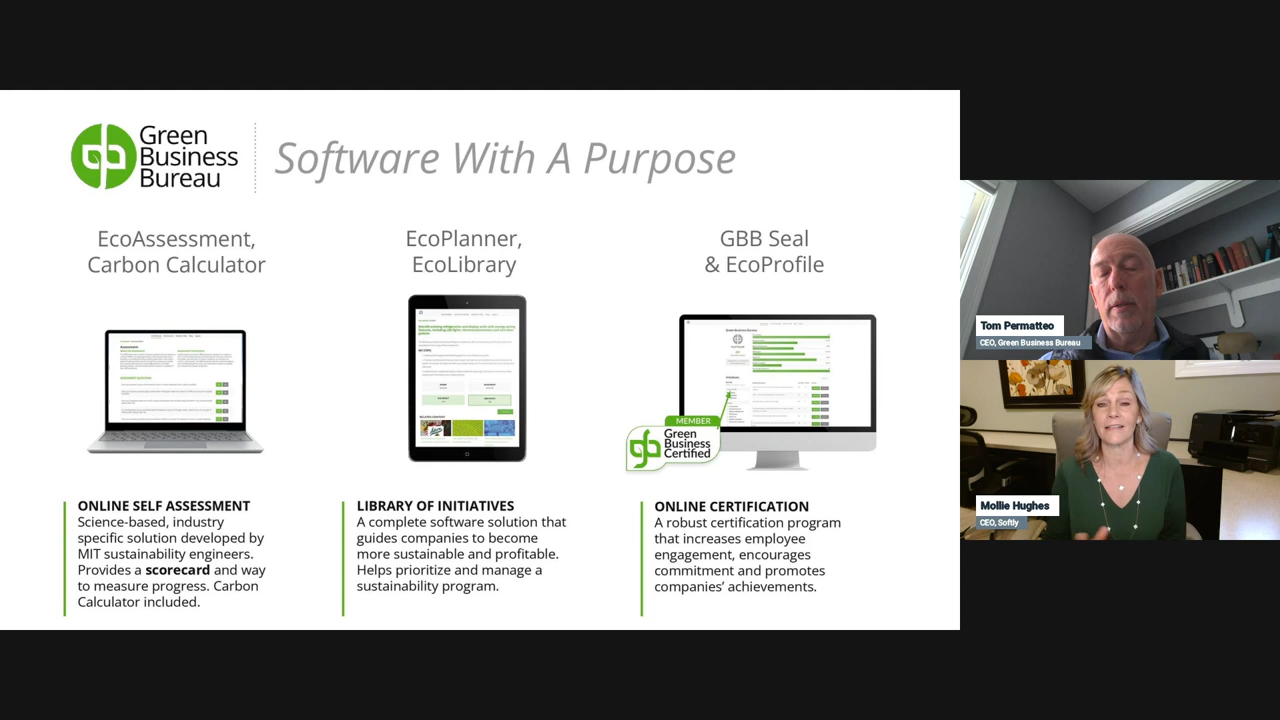 Green
Business
Bureau
Software With A Purpose
EcoAssessment,
Carbon Calculator
EcoPlanner,
EcoLibrary
GBB Seal
& EcoProfile
MEMBER
Green
Business
Certified
ONLINE SELF ASSESSMENT
Science-based, industry
specific solution developed by
MIT sustainability engineers.
Provides a scorecard and way
to measure progress. Carbon
Calculator included.
LIBRARY OF INITIATIVES
A complete software solution that
guides companies to become
more sustainable and profitable.
Helps prioritize and manage a
sustainability program.
ONLINE CERTIFICATION
A robust certification program
that increases employee
engagement, encourages
commitment and promotes
companies’ achievements.
Tom Permatteo
CEO, Green Business Bureau
Mollie Hughes
CEO, Softly